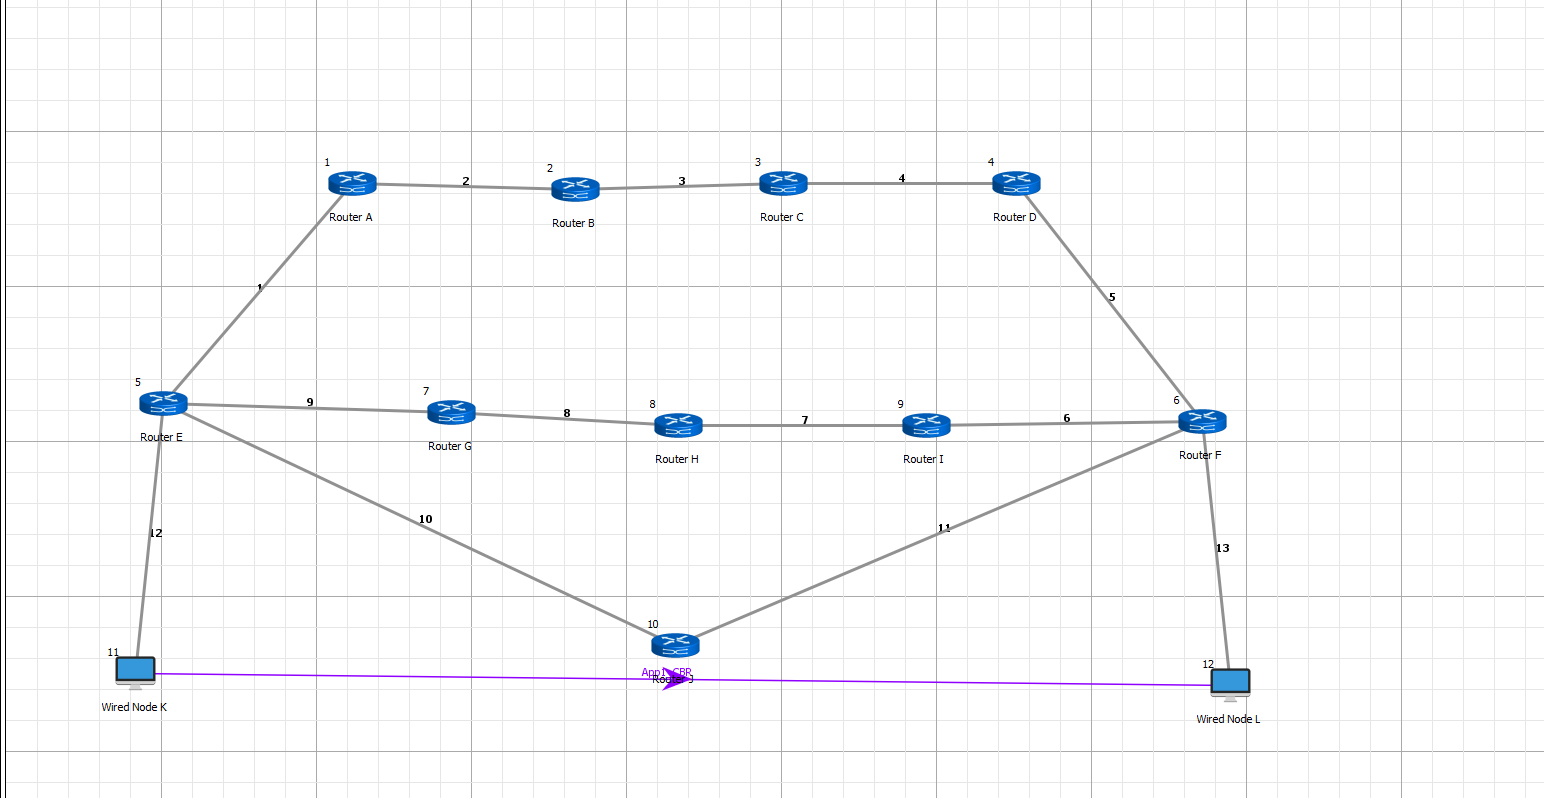 1
2
3
4
2
3
4
Router A
Router B
Router C
Router D
1
5
5
7
8
9
6
9
8
7
6
Router E
Router G
Router H
Router I
Router F
10
11
12
13
10
11
12
App1_CBR
Router J
Wired Node K
Wired Node L